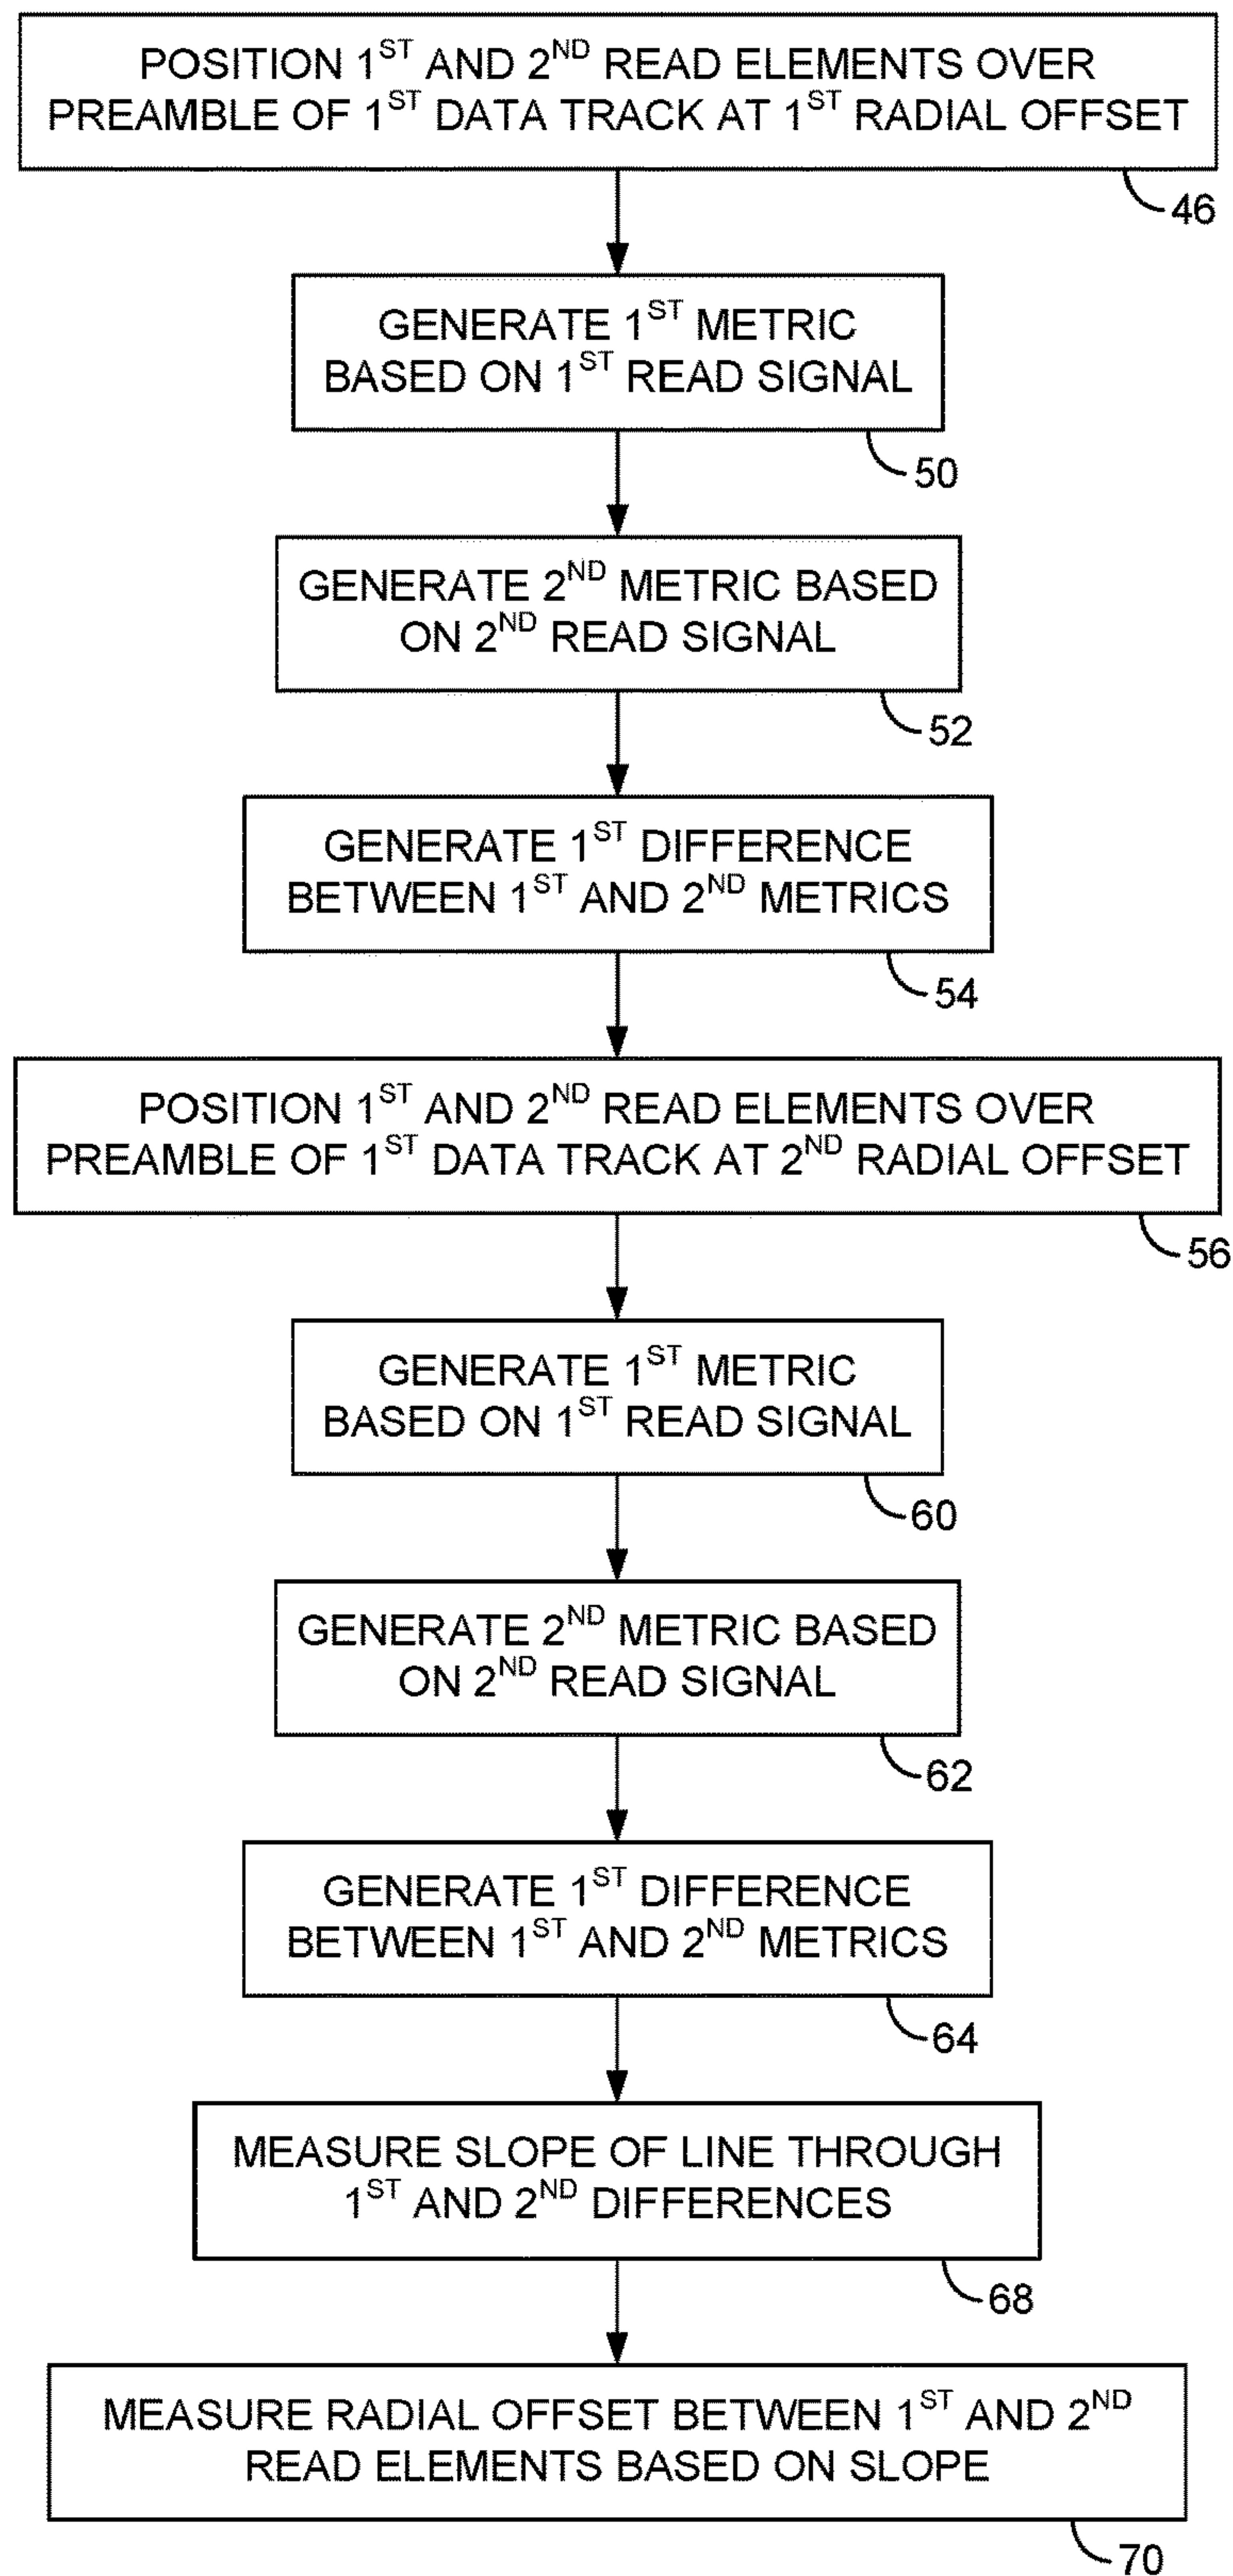 POSITION 1ST AND 2ND READ ELEMENTS OVER
PREAMBLE OF 1ST DATA TRACK AT 1ST RADIAL OFFSET
46
GENERATE 1ST METRIC
BASED ON 1ST READ SIGNAL
50
GENERATE 2ND METRIC BASED
ON 2ND READ SIGNAL
52
GENERATE 1ST DIFFERENCE
BETWEEN 1ST AND 2ND METRICS
54
POSITION 1ST AND 2ND READ ELEMENTS OVER
PREAMBLE OF 1ST DATA TRACK AT 2ND RADIAL OFFSET
56
GENERATE 1ST METRIC
BASED ON 1ST READ SIGNAL
60
GENERATE 2ND METRIC BASED
ON 2ND READ SIGNAL
62
GENERATE 1ST DIFFERENCE
BETWEEN 1ST AND 2ND METRICS
64
MEASURE SLOPE OF LINE THROUGH
1ST AND 2ND DIFFERENCES
68
MEASURE RADIAL OFFSET BETWEEN 1ST AND 2ND
READ ELEMENTS BASED ON SLOPE
70